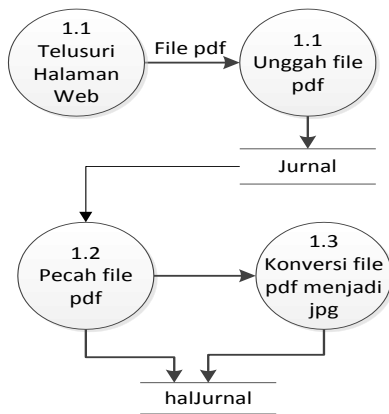 1.1
Telusuri
Halaman
Web
File pdf
1.1
Unggah file
pdf
Jurnal
1.2
Pecah file
pdf
1.3
Konversi file
pdf menjadi
jpg
halJurnal